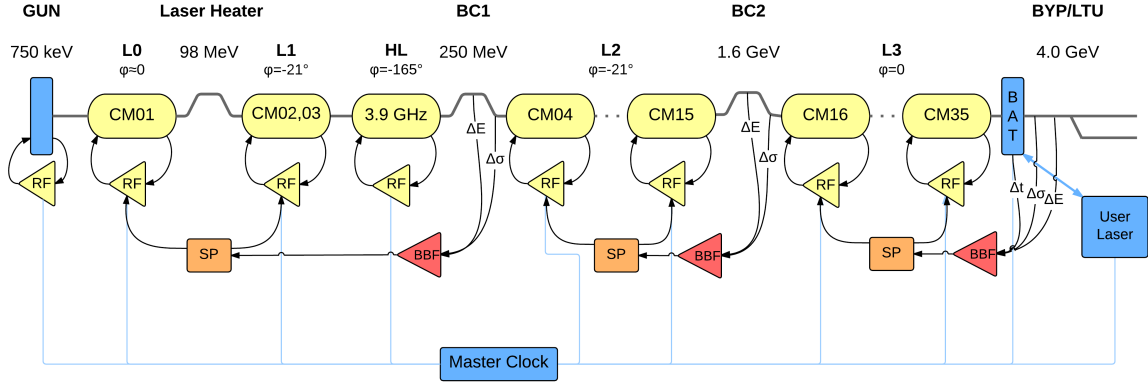 GUN
Laser Heater
BC1
BC2
BYP/LTU
750 keV
L0
φ≈0
98 MeV
L1
φ=-21°
HL
φ=-165°
250 MeV
L2
φ=-21°
1.6 GeV
L3
φ=0
4.0 GeV
CM01
CM02,03
3.9 GHz
CM04
CM15
CM16
CM35
B
A
T
ΔE
Δσ
ΔE
Δσ
RF
RF
RF
RF
RF
RF
RF
RF
Δt
Δσ
ΔE
User
Laser
SP
BBF
SP
BBF
SP
BBF
Master Clock